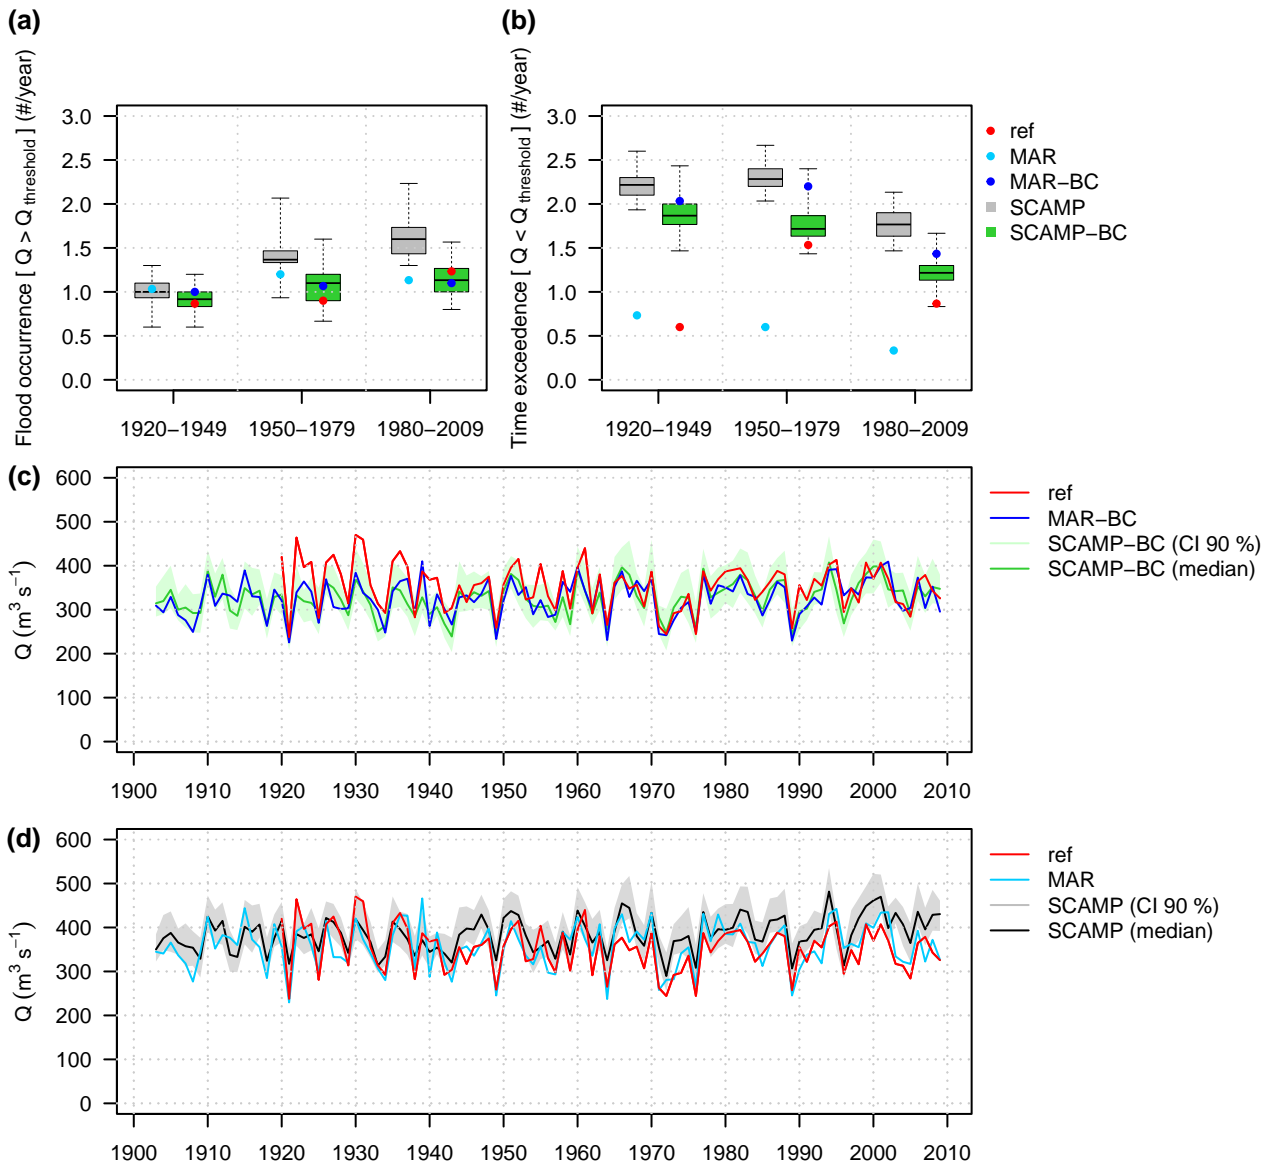 (a)
Flood occurrence [ Q > Q threshold ] (#/year)
3.0
2.5
2.0
1.5
1.0
0.5
0.0
1920−1949
1950−1979
1980−2009
(b)
Time exceedence [ Q < Q threshold ] (#/year)
3.0
2.5
2.0
1.5
1.0
0.5
0.0
1920−1949
1950−1979
1980−2009
ref
MAR
MAR−BC
SCAMP
SCAMP−BC
(c)
Q (m³ s⁻¹)
600
500
400
300
200
100
0
1900 1910 1920 1930 1940 1950 1960 1970 1980 1990 2000 2010
ref
MAR−BC
SCAMP−BC (CI 90 %)
SCAMP−BC (median)
(d)
Q (m³ s⁻¹)
600
500
400
300
200
100
0
1900 1910 1920 1930 1940 1950 1960 1970 1980 1990 2000 2010
ref
MAR
SCAMP (CI 90 %)
SCAMP (median)